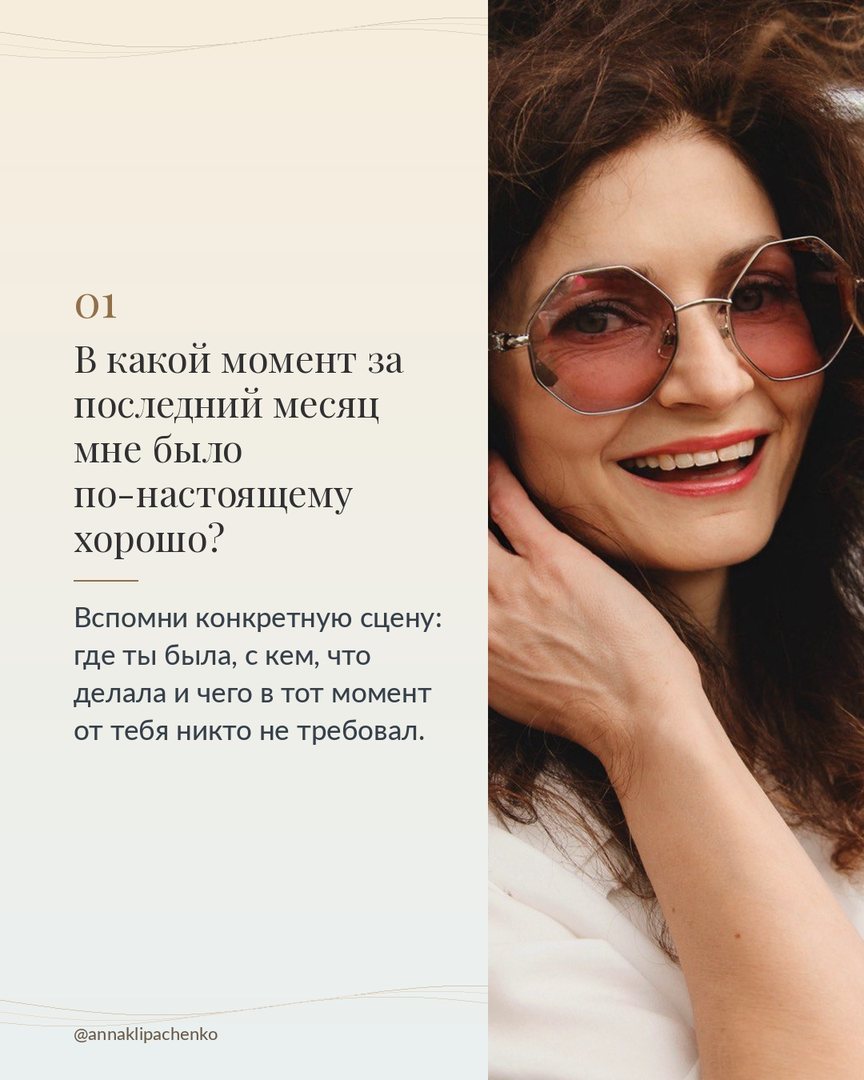 01
В какой момент за
последний месяц
мне было
по-настоящему
хорошо?
Вспомни конкретную сцену:
где ты была, с кем, что
делала и чего в тот момент
от тебя никто не требовал.
@annaklipachenko